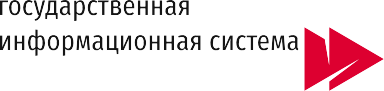 государственная
информационная система